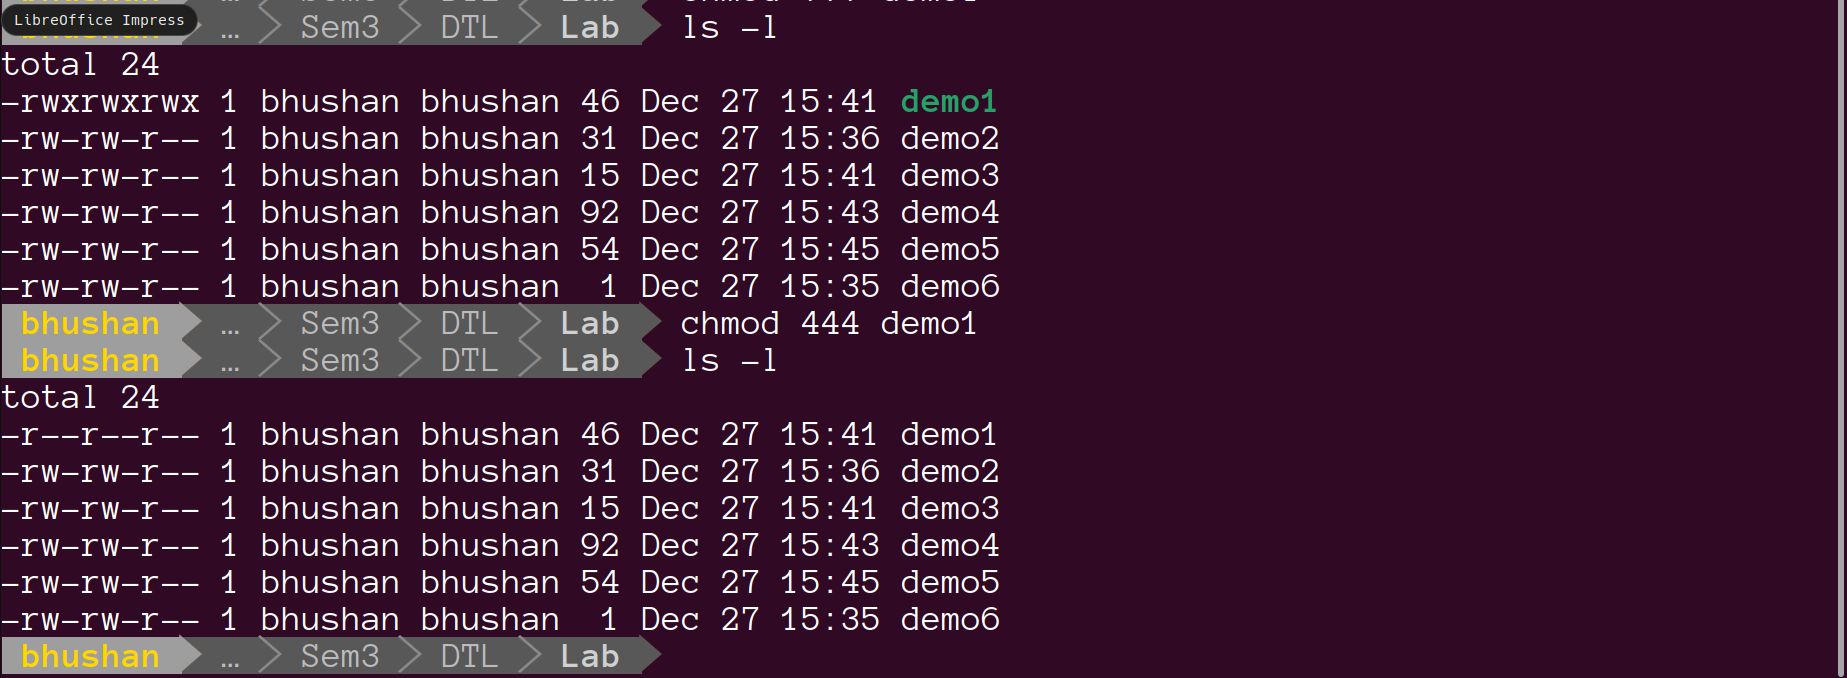 chmod 777 demo1
LibreOffice Impress
… Sem3 DTL Lab ls -l
total 24
-rwxrwxrwx 1 bhushan bhushan 46 Dec 27 15:41 demo1
-rw-rw-r-- 1 bhushan bhushan 31 Dec 27 15:36 demo2
-rw-rw-r-- 1 bhushan bhushan 15 Dec 27 15:41 demo3
-rw-rw-r-- 1 bhushan bhushan 92 Dec 27 15:43 demo4
-rw-rw-r-- 1 bhushan bhushan 54 Dec 27 15:45 demo5
-rw-rw-r-- 1 bhushan bhushan  1 Dec 27 15:35 demo6
bhushan … Sem3 DTL Lab chmod 444 demo1
bhushan … Sem3 DTL Lab ls -l
total 24
-r--r--r-- 1 bhushan bhushan 46 Dec 27 15:41 demo1
-rw-rw-r-- 1 bhushan bhushan 31 Dec 27 15:36 demo2
-rw-rw-r-- 1 bhushan bhushan 15 Dec 27 15:41 demo3
-rw-rw-r-- 1 bhushan bhushan 92 Dec 27 15:43 demo4
-rw-rw-r-- 1 bhushan bhushan 54 Dec 27 15:45 demo5
-rw-rw-r-- 1 bhushan bhushan  1 Dec 27 15:35 demo6
bhushan … Sem3 DTL Lab